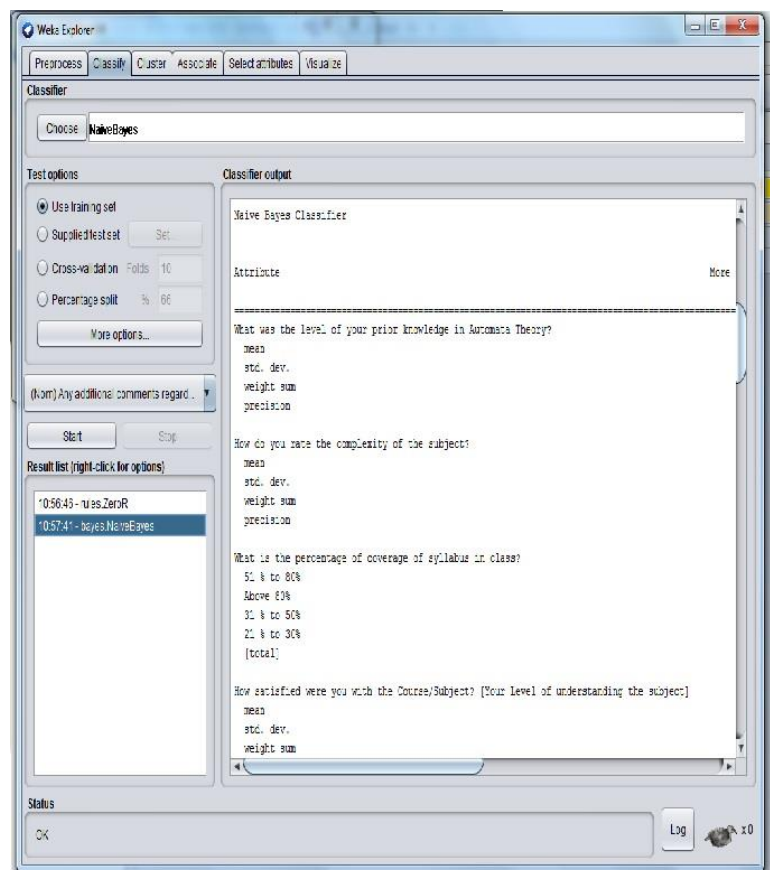 Weka Explorer
Preprocess Classify Cluster Associate Select attributes Visualize
Classifier
Choose NaiveBayes
Test options
Use training set
Supplied test set Set...
Cross-validation Folds 10
Percentage split % 66
More options...
(Nom) Any additional comments regard...
Start Stop
Result list (right-click for options)
10:56:46 - rules.ZeroR
10:57:41 - bayes.NaiveBayes
Classifier output
Naive Bayes Classifier
Attribute More
What was the level of your prior knowledge in Automata Theory?
mean
std. dev.
weight sum
precision
How do you rate the complexity of the subject?
mean
std. dev.
weight sum
precision
What is the percentage of coverage of syllabus in class?
51 % to 80%
Above 80%
31 % to 50%
21 % to 30%
[total]
How satisfied were you with the Course/Subject? [Your Level of understanding the subject]
mean
std. dev.
weight sum
Status
OK
Log x 0